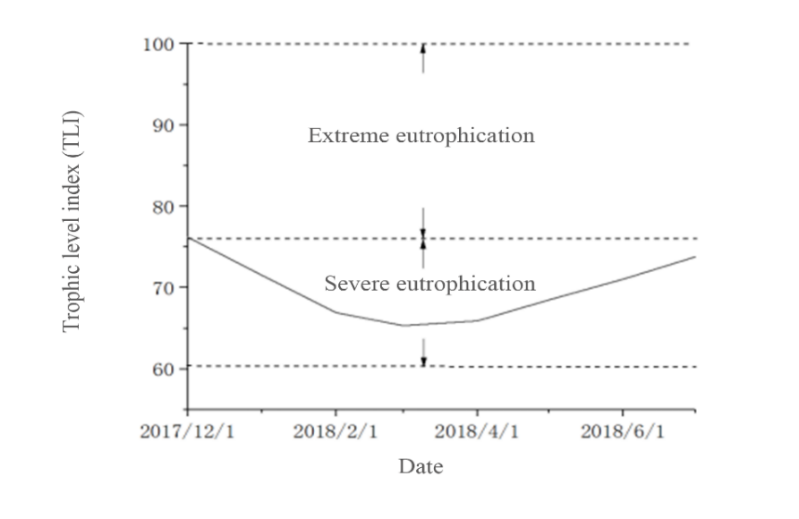 Trophic level index (TLI)
100
90
80
70
60
Extreme eutrophication
Severe eutrophication
2017/12/1
2018/2/1
2018/4/1
2018/6/1
Date